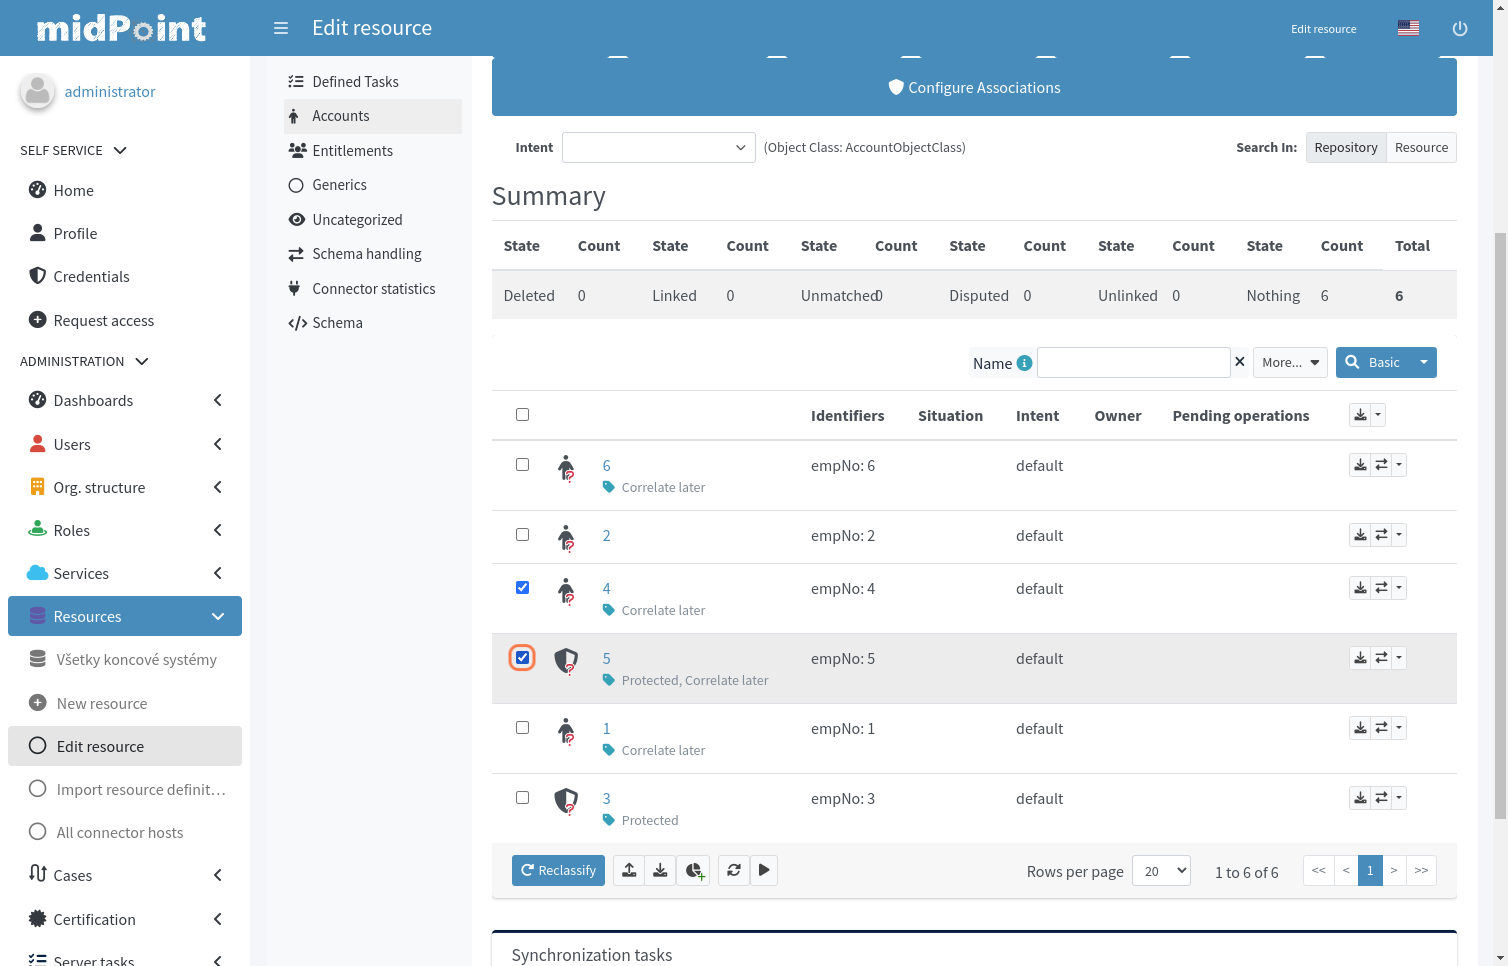 midPoint
Edit resource
Edit resource
administrator
SELF SERVICE
Home
Profile
Credentials
Request access
ADMINISTRATION
Dashboards
Users
Org. structure
Roles
Services
Resources
Všetky koncové systémy
New resource
Edit resource
Import resource definit...
All connector hosts
Cases
Certification
Server tasks
Defined Tasks
Accounts
Entitlements
Generics
Uncategorized
Schema handling
Connector statistics
Schema
Configure Associations
Intent (Object Class: AccountObjectClass) Search In: Repository Resource
Summary
State Count State Count State Count State Count State Count State Count Total
Deleted 0 Linked 0 Unmatched 0 Disputed 0 Unlinked 0 Nothing 6 6
Name More... Basic
Identifiers Situation Intent Owner Pending operations
6 empNo: 6 default
Correlate later
2 empNo: 2 default
4 empNo: 4 default
Correlate later
5 empNo: 5 default
Protected, Correlate later
1 empNo: 1 default
Correlate later
3 empNo: 3 default
Protected
Reclassify Rows per page 20 1 to 6 of 6 << < 1 > >>
Synchronization tasks